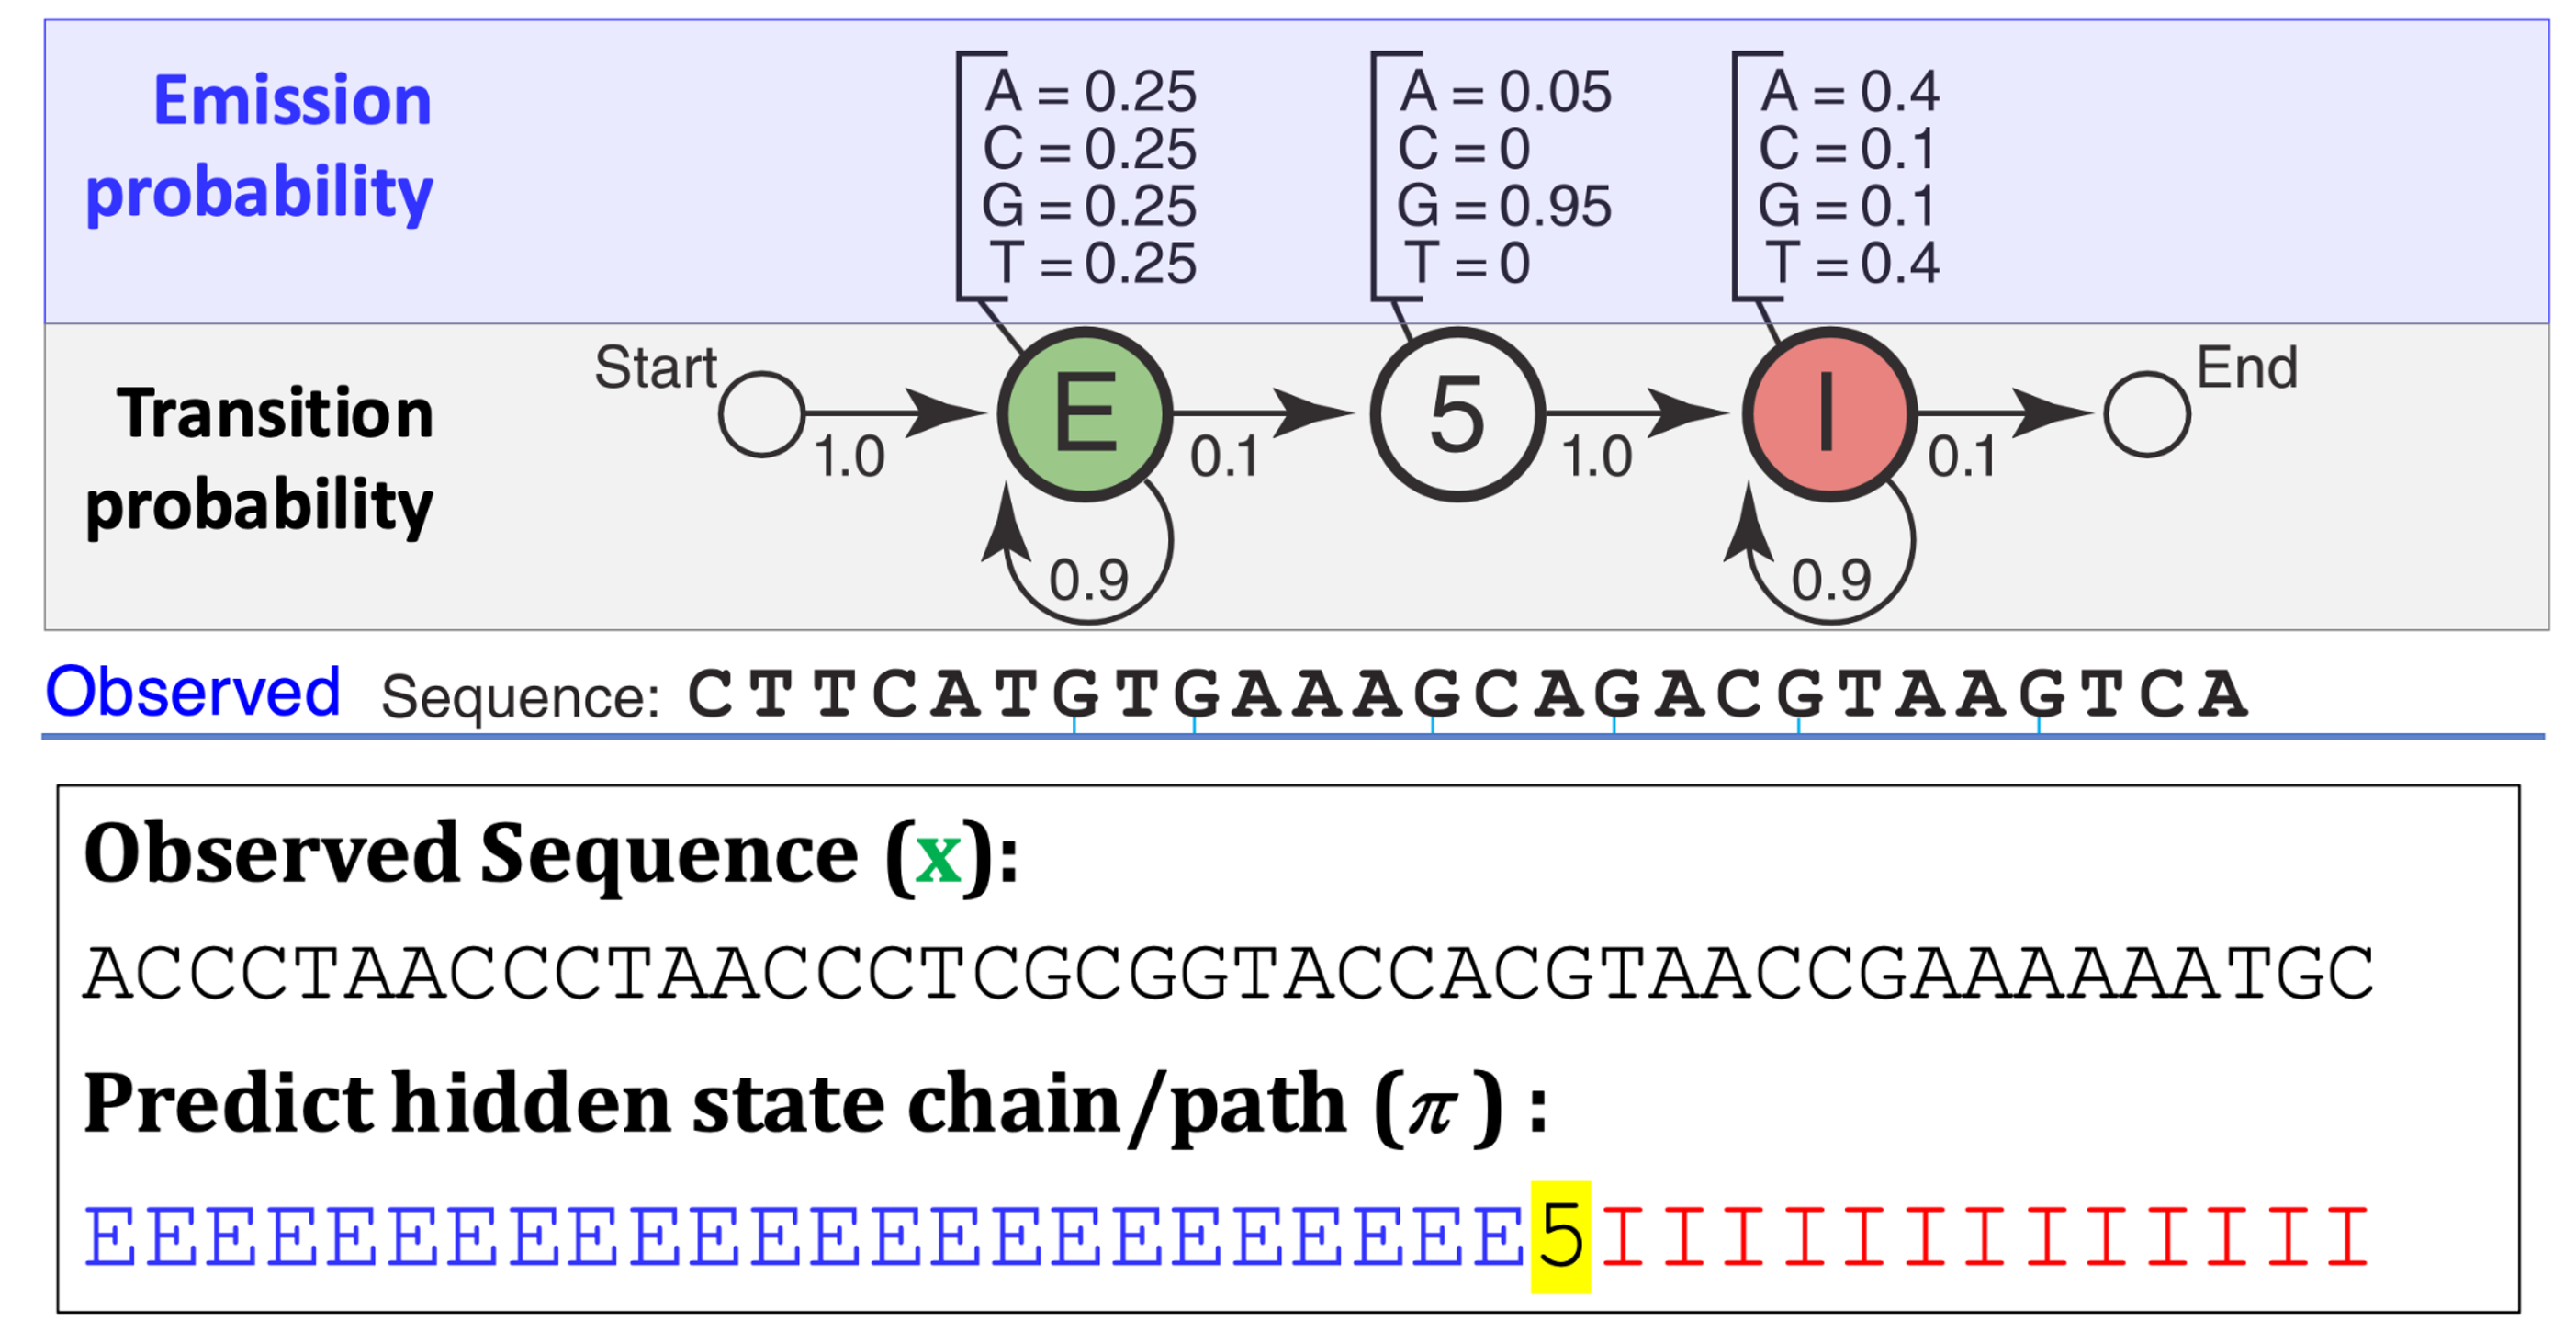 Emission
probability
A = 0.25
C = 0.25
G = 0.25
T = 0.25
A = 0.05
C = 0
G = 0.95
T = 0
A = 0.4
C = 0.1
G = 0.1
T = 0.4
Transition
probability
Start
1.0
E
0.9
0.1
5
1.0
I
0.9
0.1
End
Observed Sequence: C T T C A T G T G A A A G C A G A C G T A A G T C A
Observed Sequence (x):
ACCCTAACCCTAACCCTCGCGGTACCACGTAACCGAAAAAATGC
Predict hidden state chain/path (π) :
EEEEEEEEEEEEEEEEEEEEEEEE5IIIIIIIIIIIII